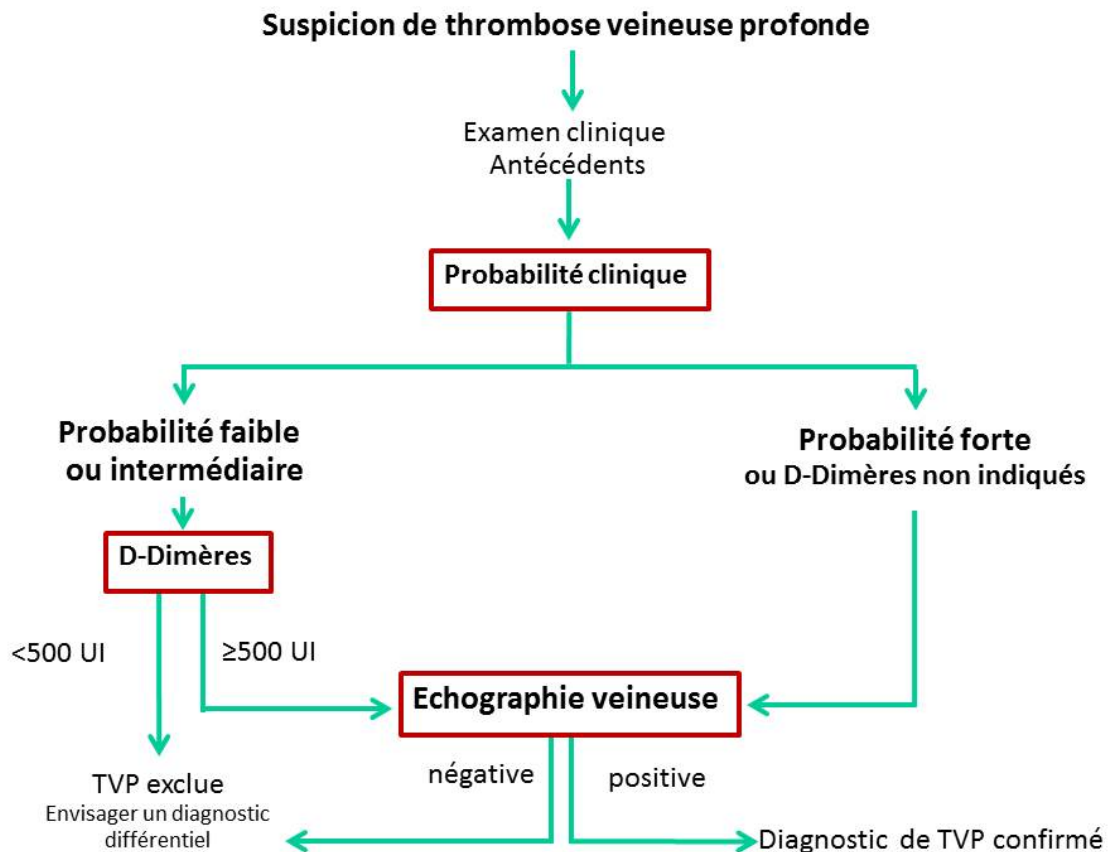 Suspicion de thrombose veineuse profonde
Examen clinique
Antécédents
Probabilité clinique
Probabilité faible
ou intermédiaire
Probabilité forte
ou D-Dimères non indiqués
D-Dimères
<500 UI
≥500 UI
Echographie veineuse
négative
positive
TVP exclue
Envisager un diagnostic
différentiel
Diagnostic de TVP confirmé